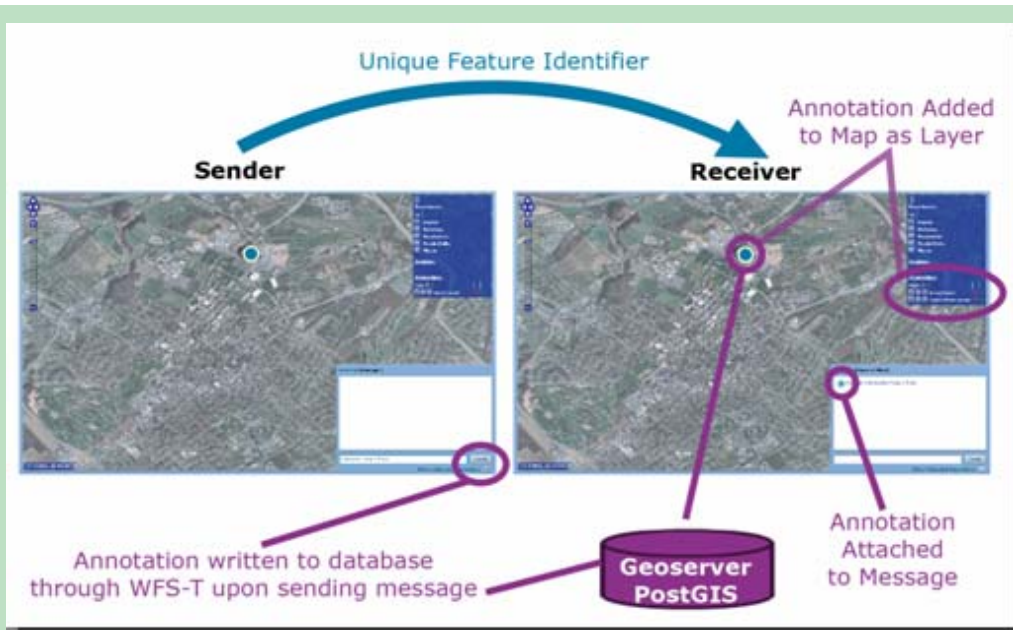 Unique Feature Identifier
Annotation Added
to Map as Layer
Sender
Receiver
Annotation written to database
through WFS-T upon sending message
Geoserver
PostGIS
Annotation
Attached
to Message